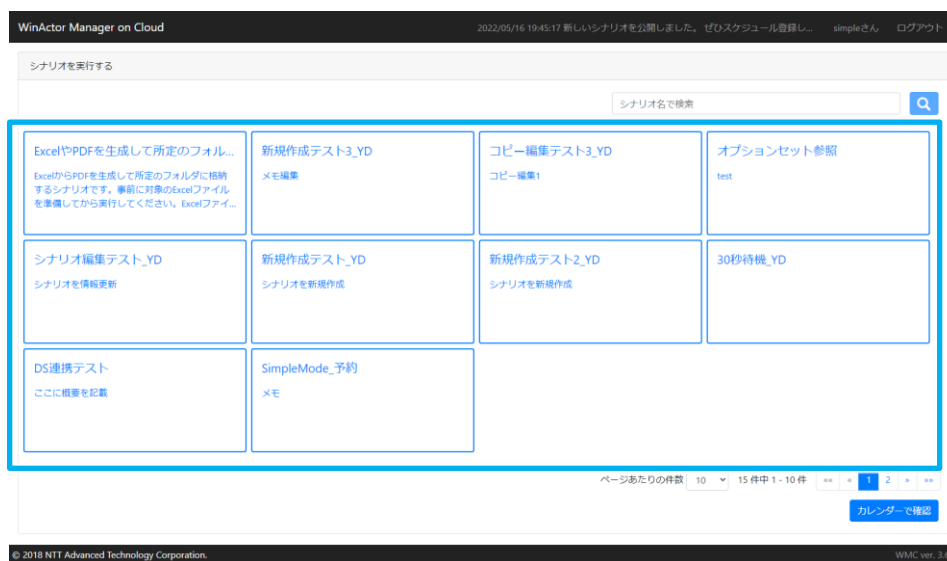 WinActor Manager on Cloud 2022/05/16 19:45:17 新しいシナリオを公開しました。ぜひスケジュール登録し... simpleさん ログアウト
シナリオを実行する
シナリオ名で検索
ExcelやPDFを生成して所定のフォル... 新規作成テスト3_YD コピー編集テスト3_YD オプションセット参照
ExcelからPDFを生成して所定のフォルダに格納 メモ編集 コピー編集1 test
するシナリオです。事前に対象のExcelファイル
を準備してから実行してください。Excelファイ...
シナリオ編集テスト_YD 新規作成テスト_YD 新規作成テスト2_YD 30秒待機_YD
シナリオを情報更新 シナリオを新規作成 シナリオを新規作成
DS連携テスト SimpleMode_予約
ここに概要を記載 メモ
ページあたりの件数 10 15 件中 1 - 10 件 «« « 1 2 » »»
カレンダーで確認
© 2018 NTT Advanced Technology Corporation. WMC ver. 3.